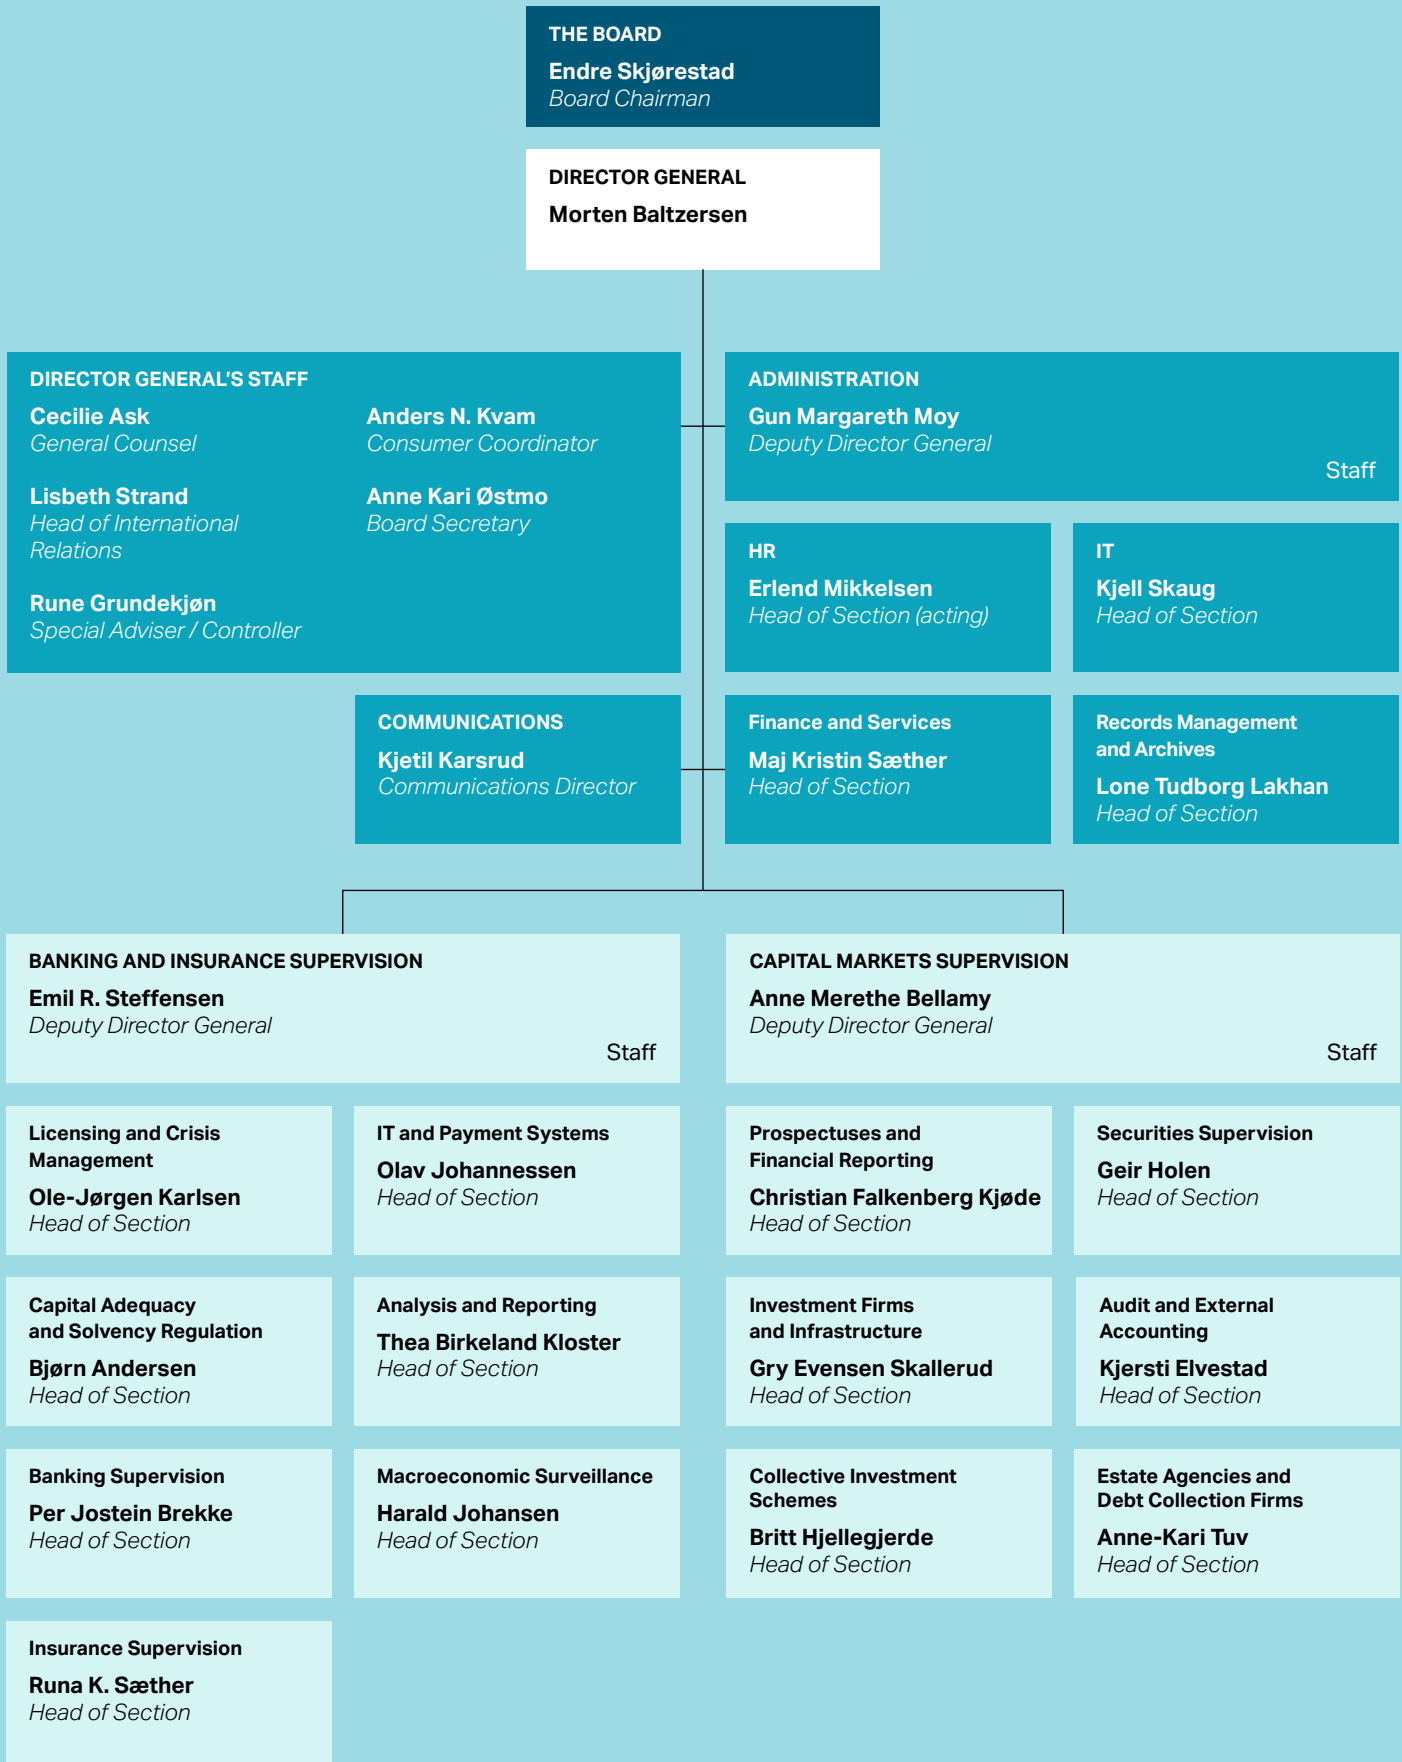 THE BOARD
Endre Skjørestad
Board Chairman
DIRECTOR GENERAL
Morten Baltzersen
DIRECTOR GENERAL’S STAFF
Cecilie Ask
General Counsel
Lisbeth Strand
Head of International
Relations
Rune Grundekjøn
Special Adviser / Controller
Anders N. Kvam
Consumer Coordinator
Anne Kari Østmo
Board Secretary
ADMINISTRATION
Gun Margareth Moy
Deputy Director General
Staff
HR
Erlend Mikkelsen
Head of Section (acting)
IT
Kjell Skaug
Head of Section
COMMUNICATIONS
Kjetil Karsrud
Communications Director
Finance and Services
Maj Kristin Sæther
Head of Section
Records Management
and Archives
Lone Tudborg Lakhan
Head of Section
BANKING AND INSURANCE SUPERVISION
Emil R. Steffensen
Deputy Director General
Staff
CAPITAL MARKETS SUPERVISION
Anne Merethe Bellamy
Deputy Director General
Staff
Licensing and Crisis
Management
Ole-Jørgen Karlsen
Head of Section
IT and Payment Systems
Olav Johannessen
Head of Section
Prospectuses and
Financial Reporting
Christian Falkenberg Kjøde
Head of Section
Securities Supervision
Geir Holen
Head of Section
Capital Adequacy
and Solvency Regulation
Bjørn Andersen
Head of Section
Analysis and Reporting
Thea Birkeland Kloster
Head of Section
Investment Firms
and Infrastructure
Gry Evensen Skallerud
Head of Section
Audit and External
Accounting
Kjersti Elvestad
Head of Section
Banking Supervision
Per Jostein Brekke
Head of Section
Macroeconomic Surveillance
Harald Johansen
Head of Section
Collective Investment
Schemes
Britt Hjellegjerde
Head of Section
Estate Agencies and
Debt Collection Firms
Anne-Kari Tuv
Head of Section
Insurance Supervision
Runa K. Sæther
Head of Section